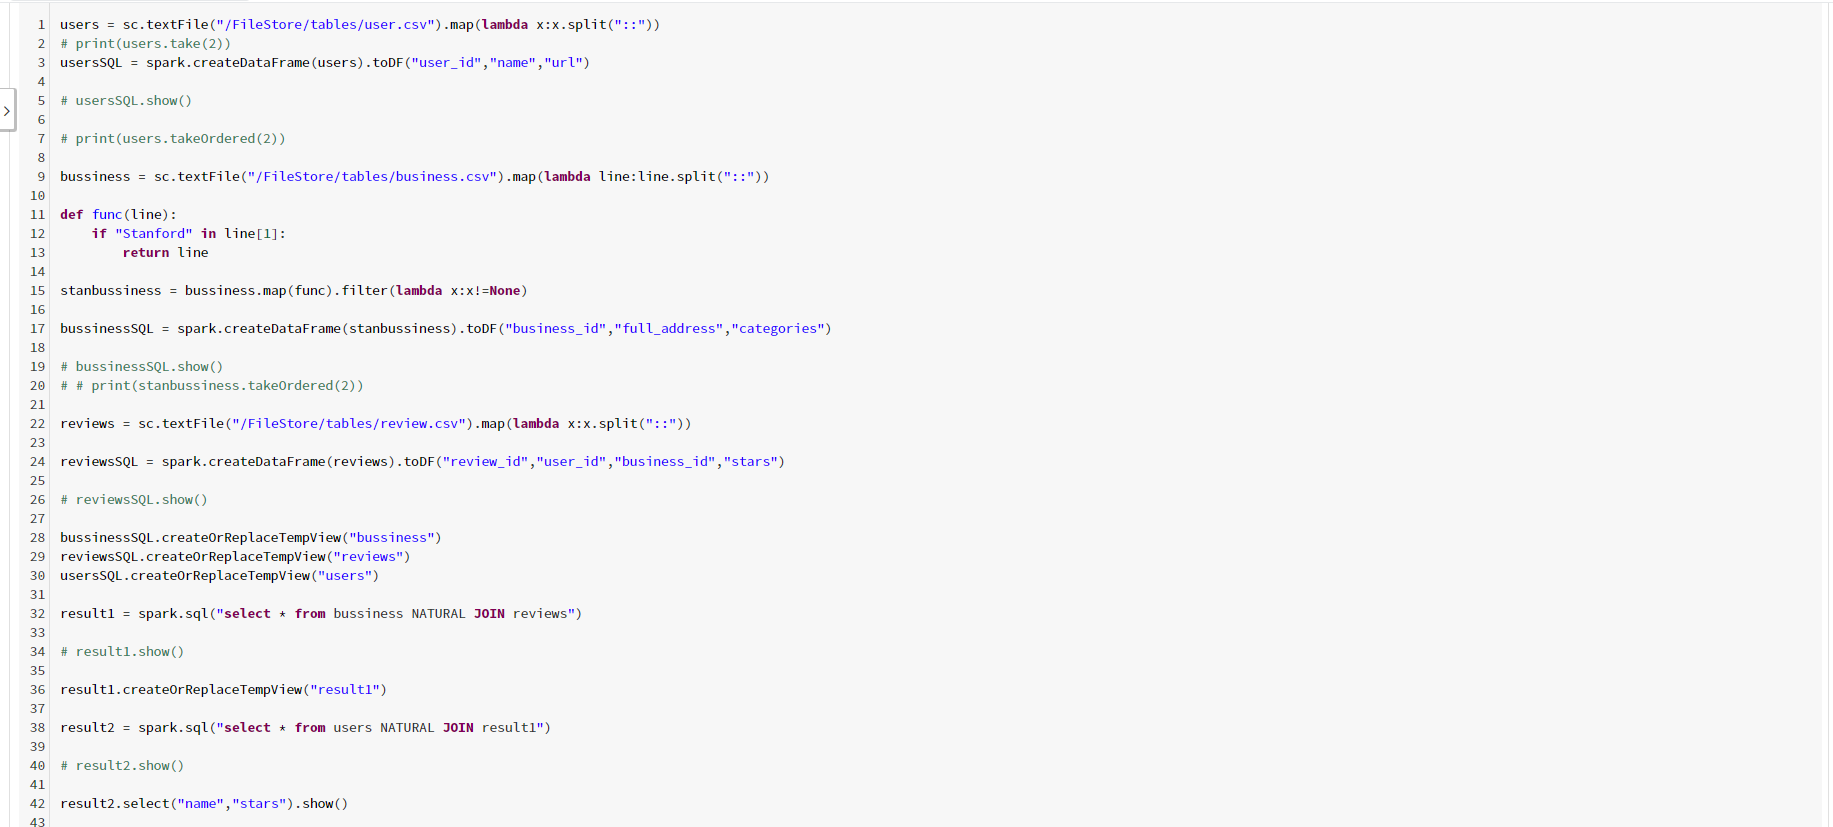 1 users = sc.textFile("/FileStore/tables/user.csv").map(lambda x:x.split("::"))
2 # print(users.take(2))
3 usersSQL = spark.createDataFrame(users).toDF("user_id","name","url")
4
5 # usersSQL.show()
6
7 # print(users.takeOrdered(2))
8
9 bussiness = sc.textFile("/FileStore/tables/business.csv").map(lambda line:line.split("::"))
10
11 def func(line):
12     if "Stanford" in line[1]:
13         return line
14
15 stanbussiness = bussiness.map(func).filter(lambda x:x!=None)
16
17 bussinessSQL = spark.createDataFrame(stanbussiness).toDF("business_id","full_address","categories")
18
19 # bussinessSQL.show()
20 # # print(stanbussiness.takeOrdered(2))
21
22 reviews = sc.textFile("/FileStore/tables/review.csv").map(lambda x:x.split("::"))
23
24 reviewsSQL = spark.createDataFrame(reviews).toDF("review_id","user_id","business_id","stars")
25
26 # reviewsSQL.show()
27
28 bussinessSQL.createOrReplaceTempView("bussiness")
29 reviewsSQL.createOrReplaceTempView("reviews")
30 usersSQL.createOrReplaceTempView("users")
31
32 result1 = spark.sql("select * from bussiness NATURAL JOIN reviews")
33
34 # result1.show()
35
36 result1.createOrReplaceTempView("result1")
37
38 result2 = spark.sql("select * from users NATURAL JOIN result1")
39
40 # result2.show()
41
42 result2.select("name","stars").show()
43